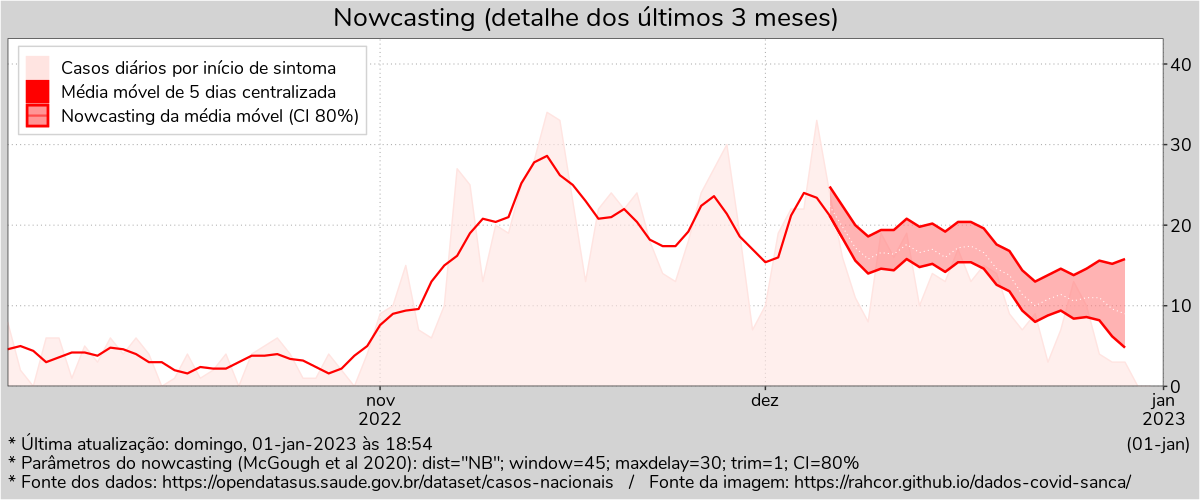 Nowcasting (detalhe dos últimos 3 meses)
Casos diários por início de sintoma
Média móvel de 5 dias centralizada
Nowcasting da média móvel (CI 80%)
40
30
20
10
0
nov
2022
dez
jan
2023
(01-jan)
* Última atualização: domingo, 01-jan-2023 às 18:54
* Parâmetros do nowcasting (McGough et al 2020): dist="NB"; window=45; maxdelay=30; trim=1; CI=80%
* Fonte dos dados: https://opendatasus.saude.gov.br/dataset/casos-nacionais / Fonte da imagem: https://rahcor.github.io/dados-covid-sanca/